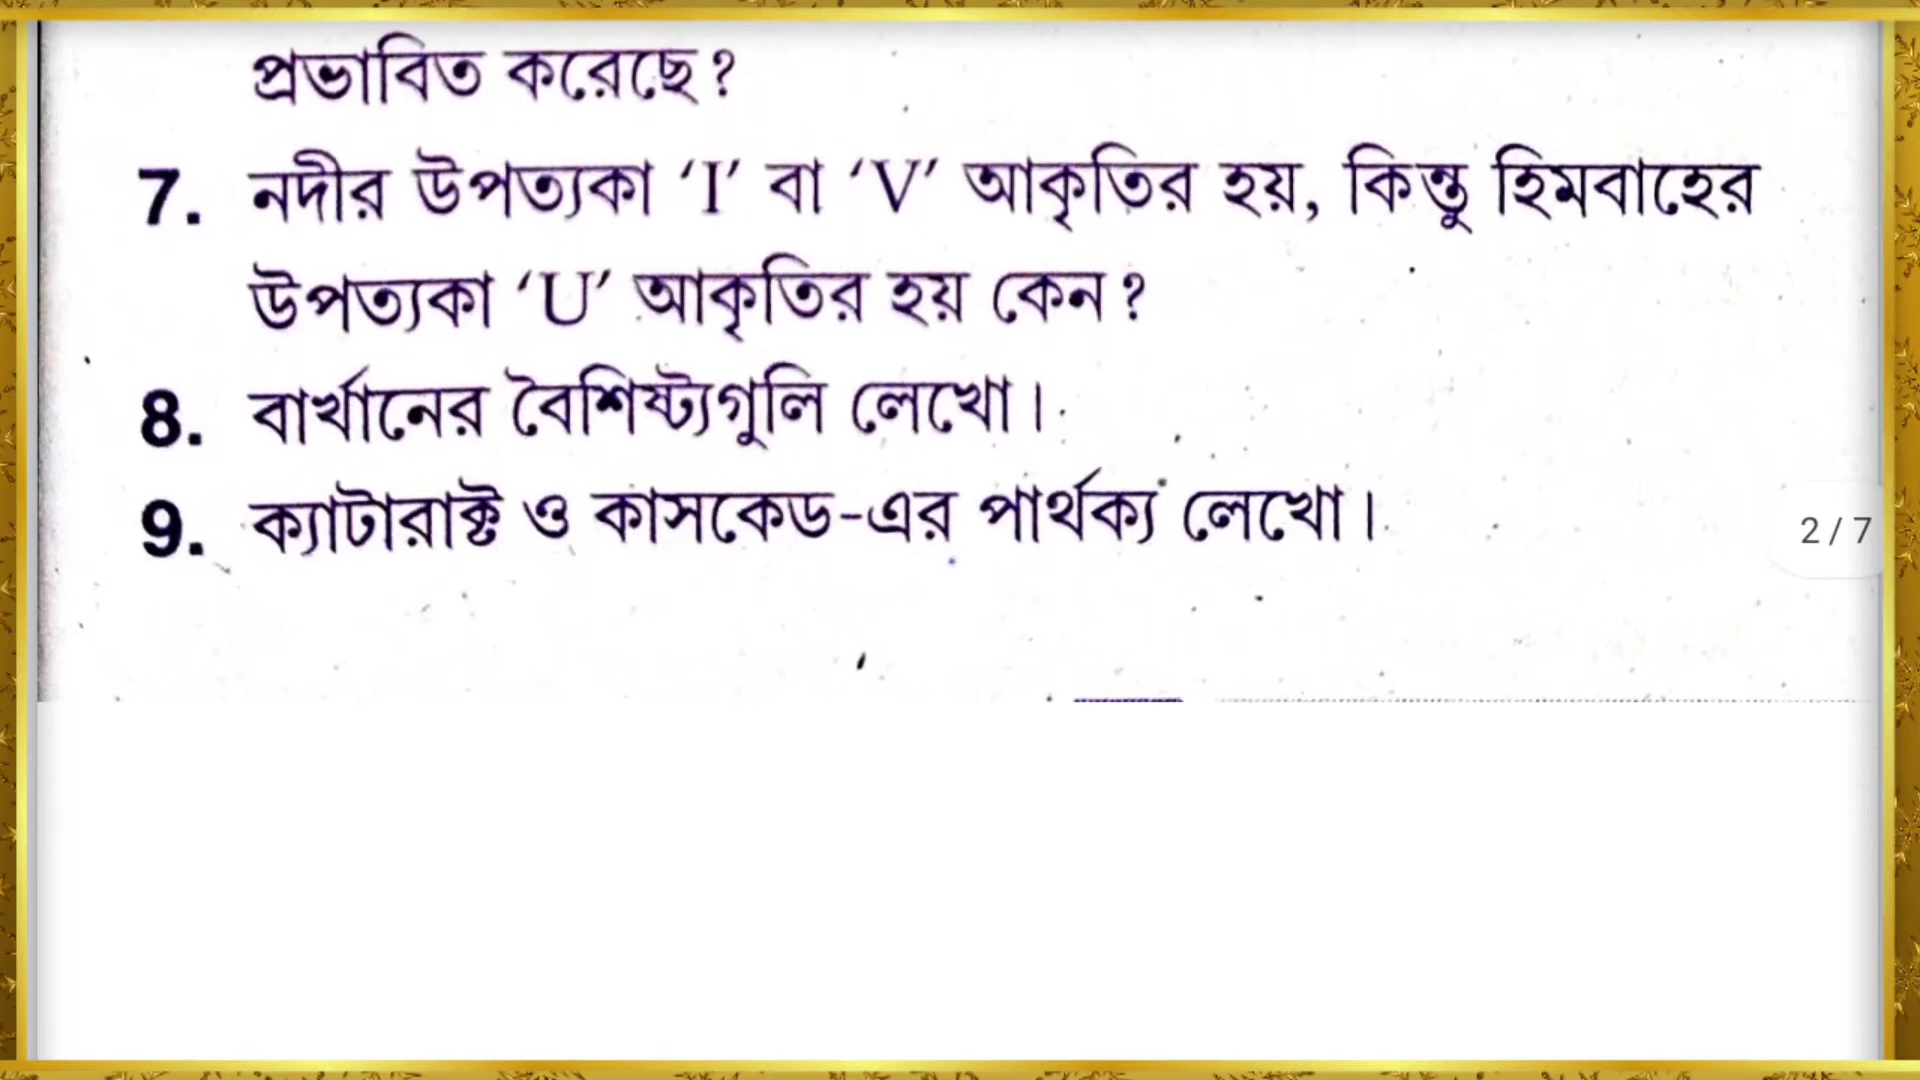 প্রভাবিত করেছে?
7. নদীর উপত্যকা ‘I’ বা ‘V’ আকৃতির হয়, কিন্তু হিমবাহের
উপত্যকা ‘U’ আকৃতির হয় কেন?
8. বার্খানের বৈশিষ্ট্যগুলি লেখো।
9. ক্যাটারাক্ট ও কাসকেড-এর পার্থক্য লেখো।
2/7